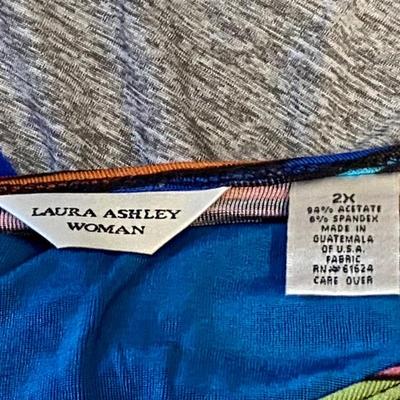 LAURA ASHLEY
WOMAN
2X
94% ACETATE
6% SPANDEX
MADE IN
GUATEMALA
OF U.S.A.
FABRIC
RN# 61624
CARE OVER